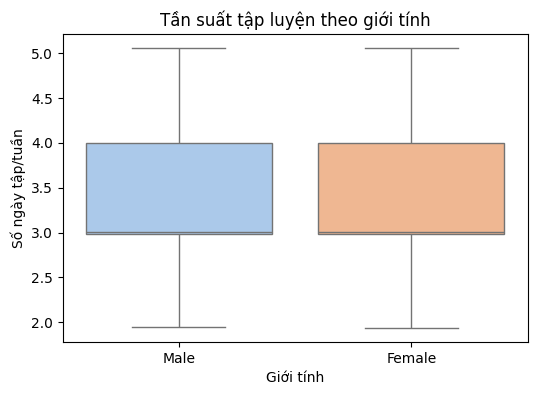 Tần suất tập luyện theo giới tính
5.0
4.5
4.0
3.5
3.0
2.5
2.0
Số ngày tập/tuần
Male
Female
Giới tính